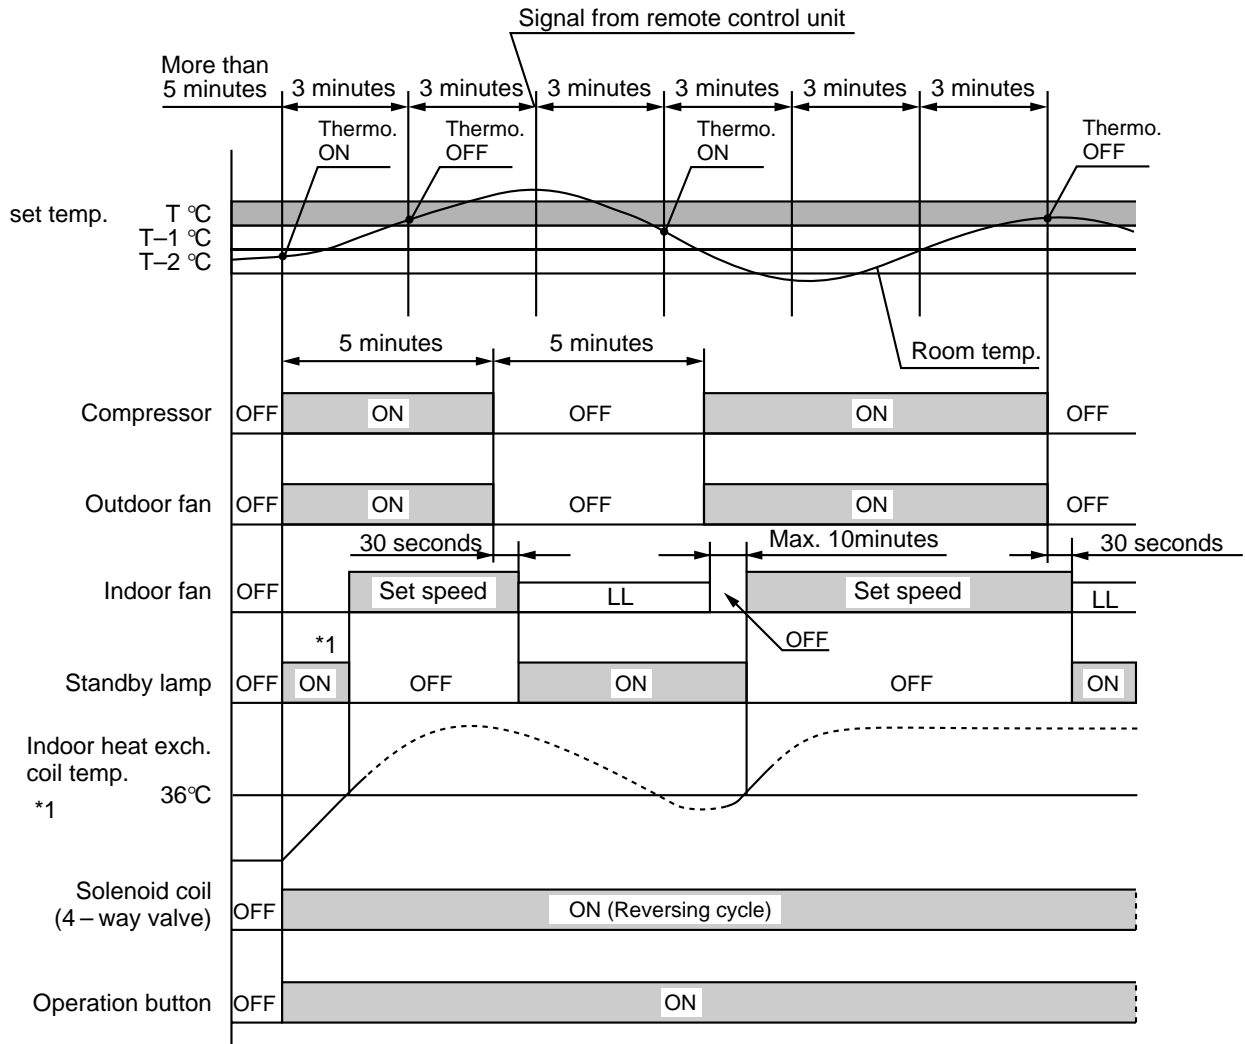 Signal from remote control unit
More than
5 minutes
3 minutes
3 minutes
3 minutes
3 minutes
3 minutes
3 minutes
Thermo.
ON
Thermo.
OFF
Thermo.
ON
Thermo.
OFF
set temp.
T °C
T–1 °C
T–2 °C
5 minutes
5 minutes
Room temp.
Compressor
OFF
ON
OFF
ON
OFF
Outdoor fan
OFF
ON
OFF
ON
OFF
30 seconds
Max. 10minutes
30 seconds
Indoor fan
OFF
Set speed
LL
Set speed
LL
OFF
*1
Standby lamp
OFF
ON
OFF
ON
OFF
ON
Indoor heat exch.
coil temp.
*1
36°C
Solenoid coil
(4 – way valve)
OFF
ON (Reversing cycle)
Operation button
OFF
ON